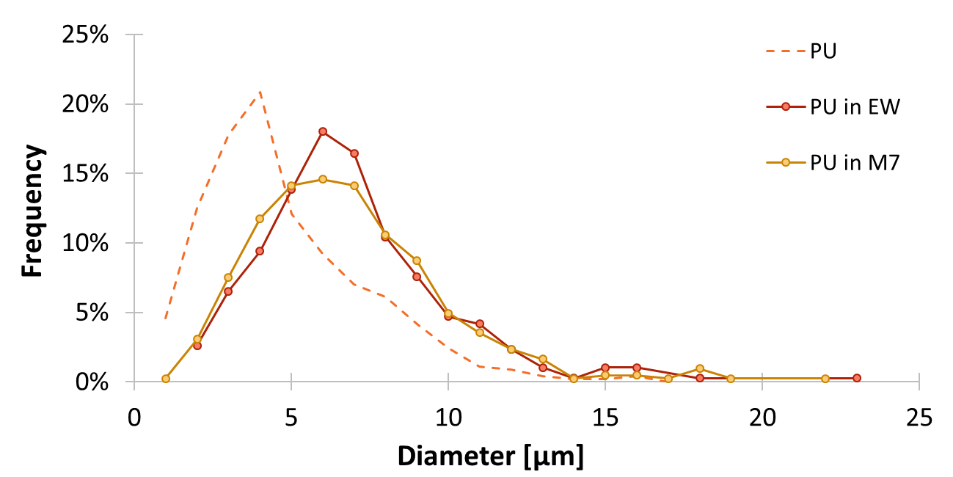 25%
20%
15%
10%
5%
0%
Frequency
0
5
10
15
20
25
Diameter [µm]
PU
PU in EW
PU in M7